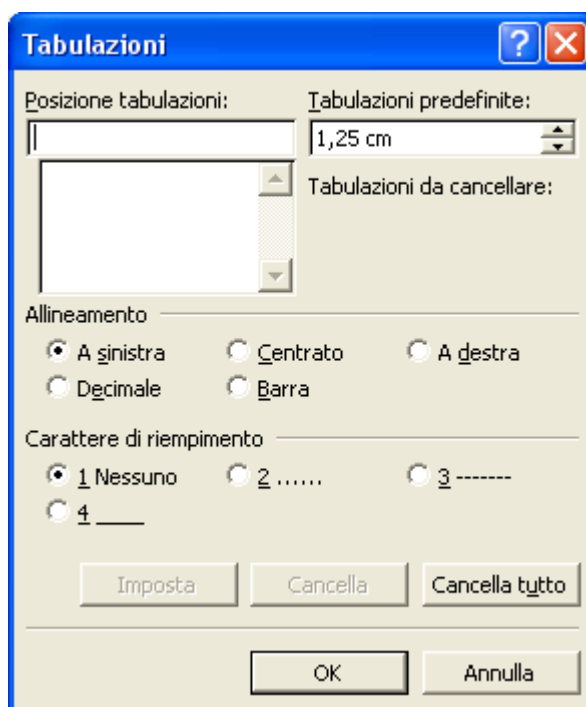 Tabulazioni
Posizione tabulazioni: Tabulazioni predefinite:
1,25 cm
Tabulazioni da cancellare:
Allineamento
A sinistra Centrato A destra
Decimale Barra
Carattere di riempimento
1 Nessuno 2 ...... 3 -------
4 ____
Imposta Cancella Cancella tutto
OK Annulla